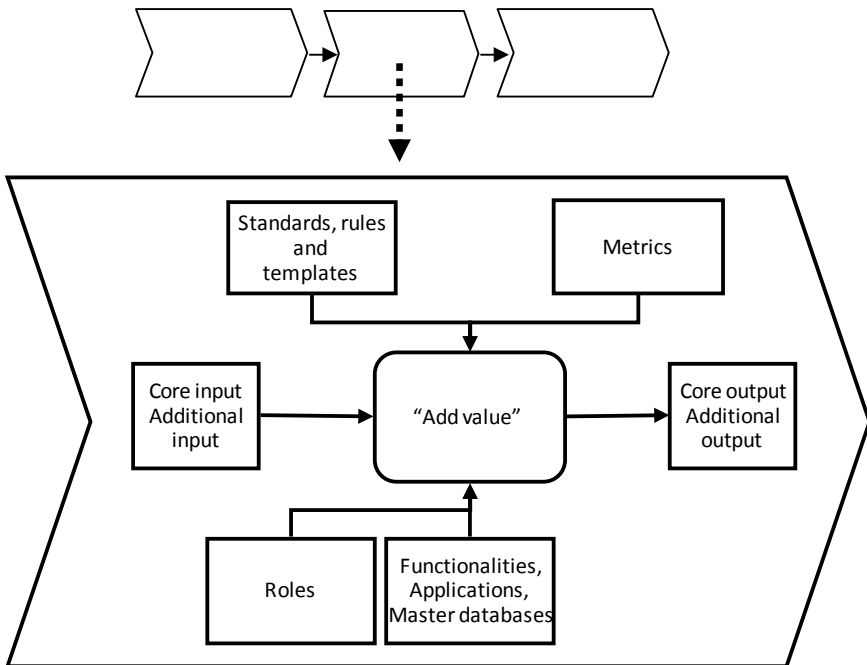 Standards, rules
and
templates
Metrics
Core input
Additional
input
“Add value”
Core output
Additional
output
Roles
Functionalities,
Applications,
Master databases